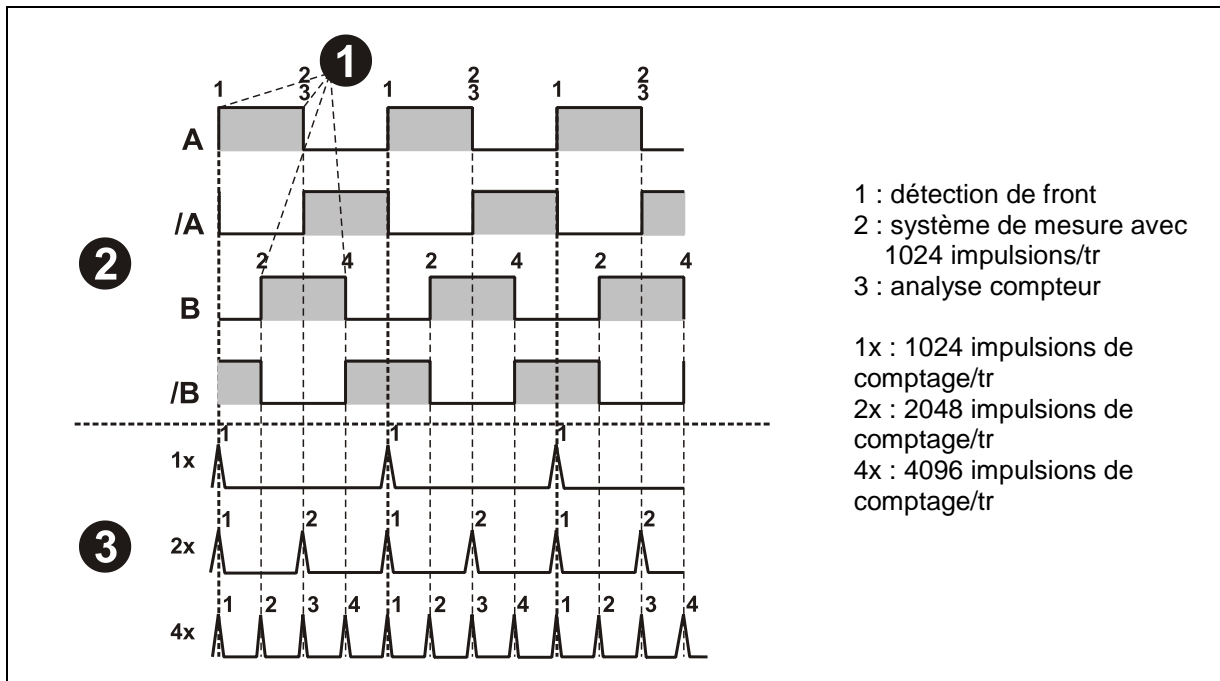 1
1 2 1 2 1 2
3 3 3
A
/A
2
2 4 2 4 2 4
B
/B
1x
1 1 1
3
2x
1 2 1 2 1 2
4x
1 2 3 4 1 2 3 4 1 2 3 4
1 : détection de front
2 : système de mesure avec
1024 impulsions/tr
3 : analyse compteur
1x : 1024 impulsions de
comptage/tr
2x : 2048 impulsions de
comptage/tr
4x : 4096 impulsions de
comptage/tr